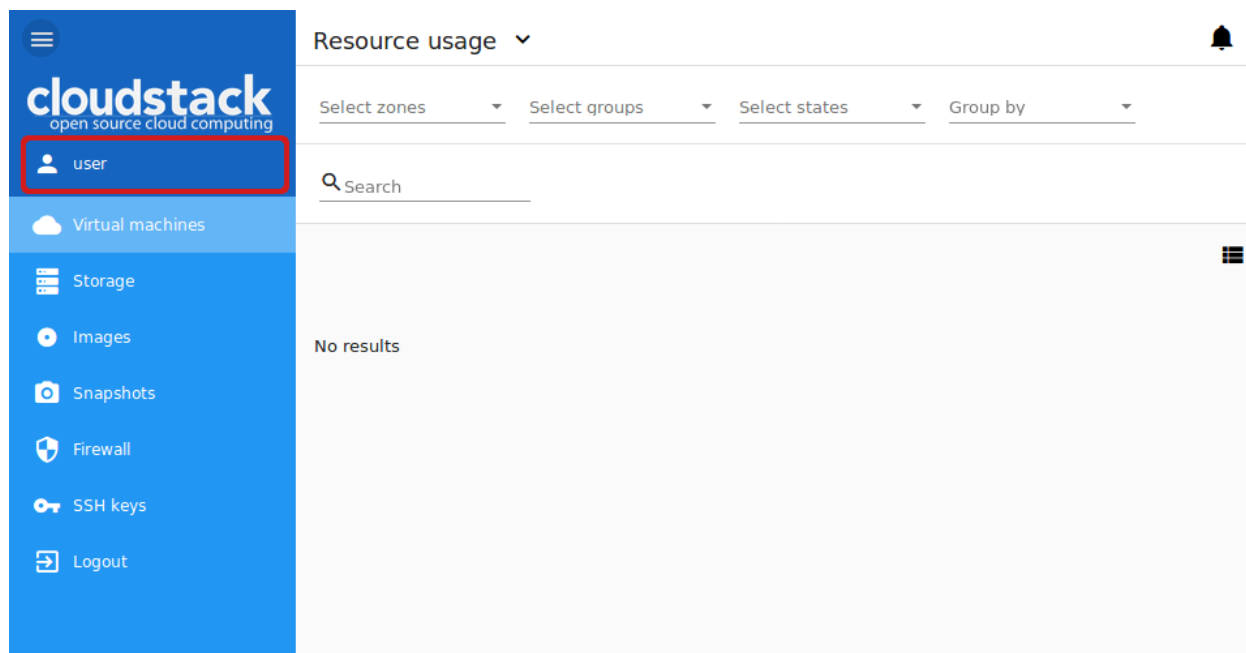 Resource usage
cloudstack
open source cloud computing
Select zones
Select groups
Select states
Group by
user
Search
Virtual machines
Storage
Images
No results
Snapshots
Firewall
SSH keys
Logout